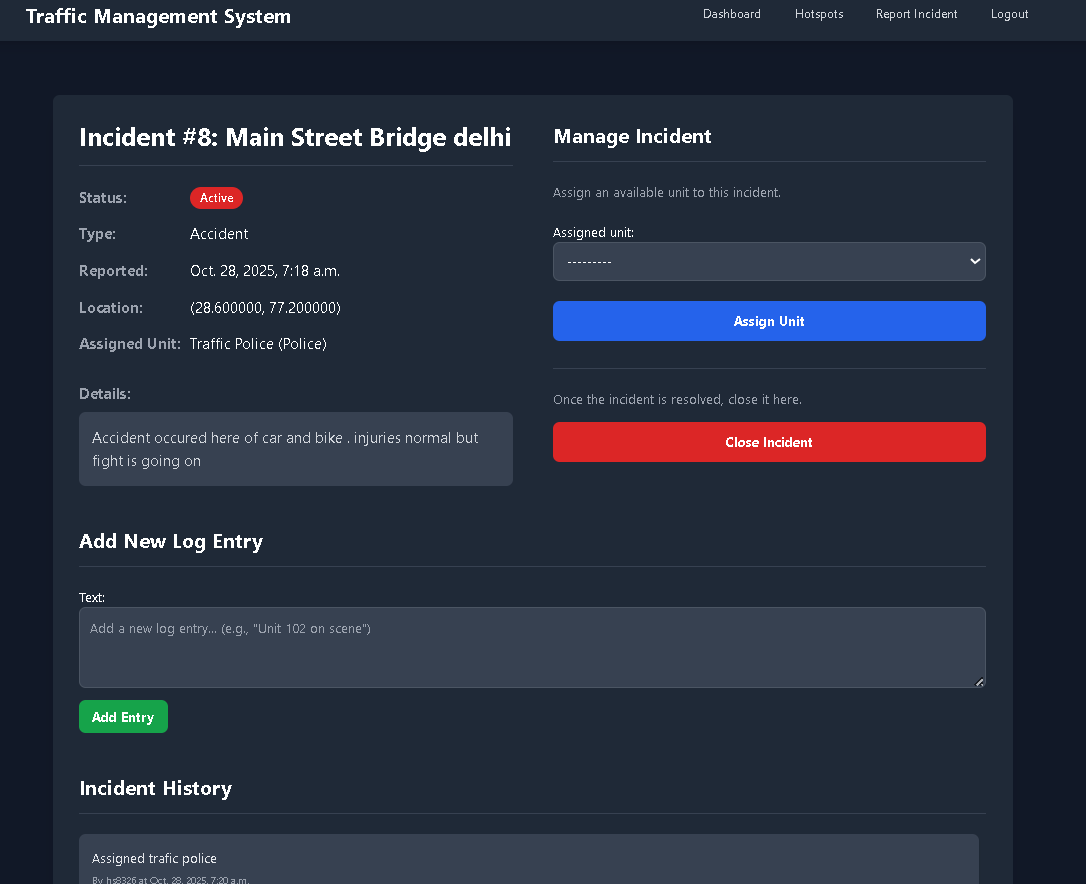 Traffic Management System
Dashboard
Hotspots
Report Incident
Logout
Incident #8: Main Street Bridge delhi
Status: Active
Type: Accident
Reported: Oct. 28, 2025, 7:18 a.m.
Location: (28.600000, 77.200000)
Assigned Unit: Traffic Police (Police)
Details:
Accident occured here of car and bike . injuries normal but
fight is going on
Manage Incident
Assign an available unit to this incident.
Assigned unit:
---------
Assign Unit
Once the incident is resolved, close it here.
Close Incident
Add New Log Entry
Text:
Add a new log entry... (e.g., "Unit 102 on scene")
Add Entry
Incident History
Assigned trafic police
By hs8326 at Oct. 28, 2025, 7:20 a.m.